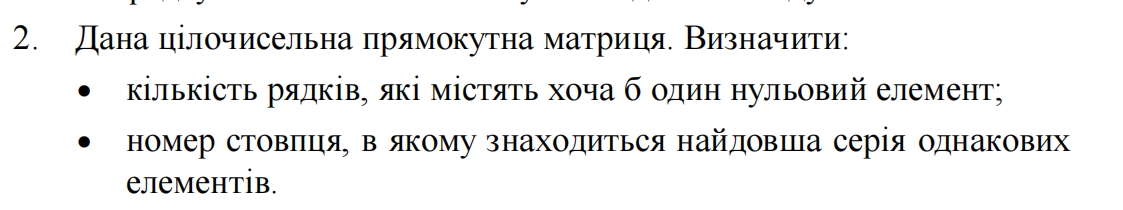 2. Дана цілочисельна прямокутна матриця. Визначити:
• кількість рядків, які містять хоча б один нульовий елемент;
• номер стовпця, в якому знаходиться найдовша серія однакових
елементів.